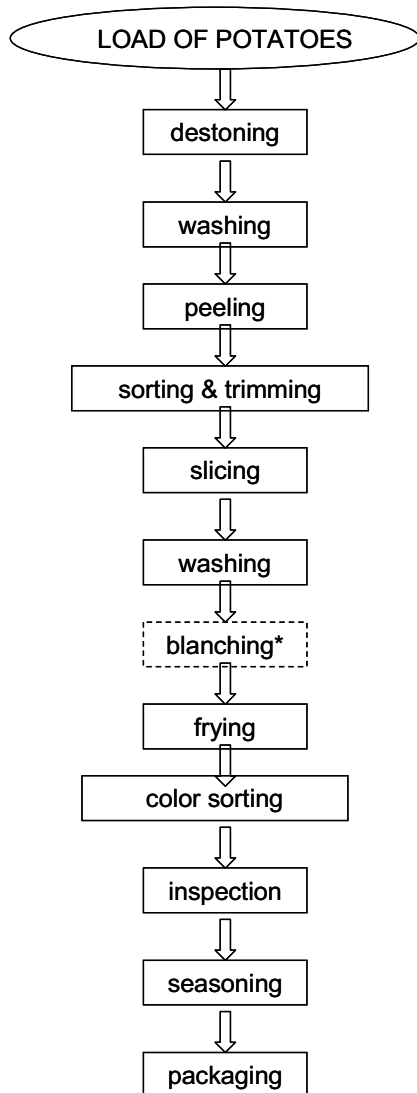 LOAD OF POTATOES
destoning
washing
peeling
sorting & trimming
slicing
washing
blanching*
frying
color sorting
inspection
seasoning
packaging